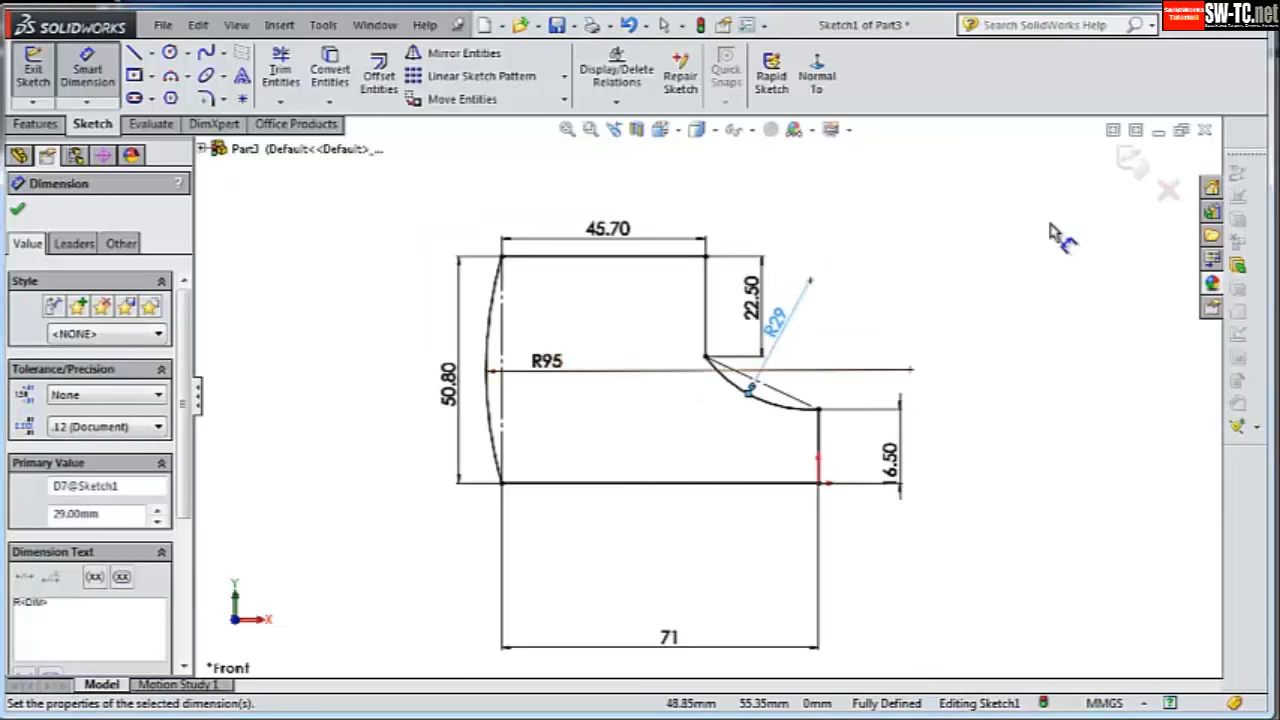 SOLIDWORKS File Edit View Insert Tools Window Help Sketch1 of Part3 * Search SolidWorks Help
SolidWorks Tutorial! SW-TC.net
Exit Sketch
Smart Dimension
Trim Entities
Convert Entities
Offset Entities
Mirror Entities
Linear Sketch Pattern
Move Entities
Display/Delete Relations
Repair Sketch
Quick Snaps
Rapid Sketch
Normal To
Features Sketch Evaluate DimXpert Office Products
Part3 (Default<<Default>_...
Dimension ?
Value Leaders Other
Style
<NONE>
Tolerance/Precision
None
.12 (Document)
Primary Value
D7@Sketch1
29.00mm
Dimension Text
(xx) (xx)
R<DIM>
45.70
22.50
R29
R95
50.80
16.50
71
Y
X
*Front
Model Motion Study 1
Set the properties of the selected dimension(s). 48.85mm 55.35mm 0mm Fully Defined Editing Sketch1 MMGS